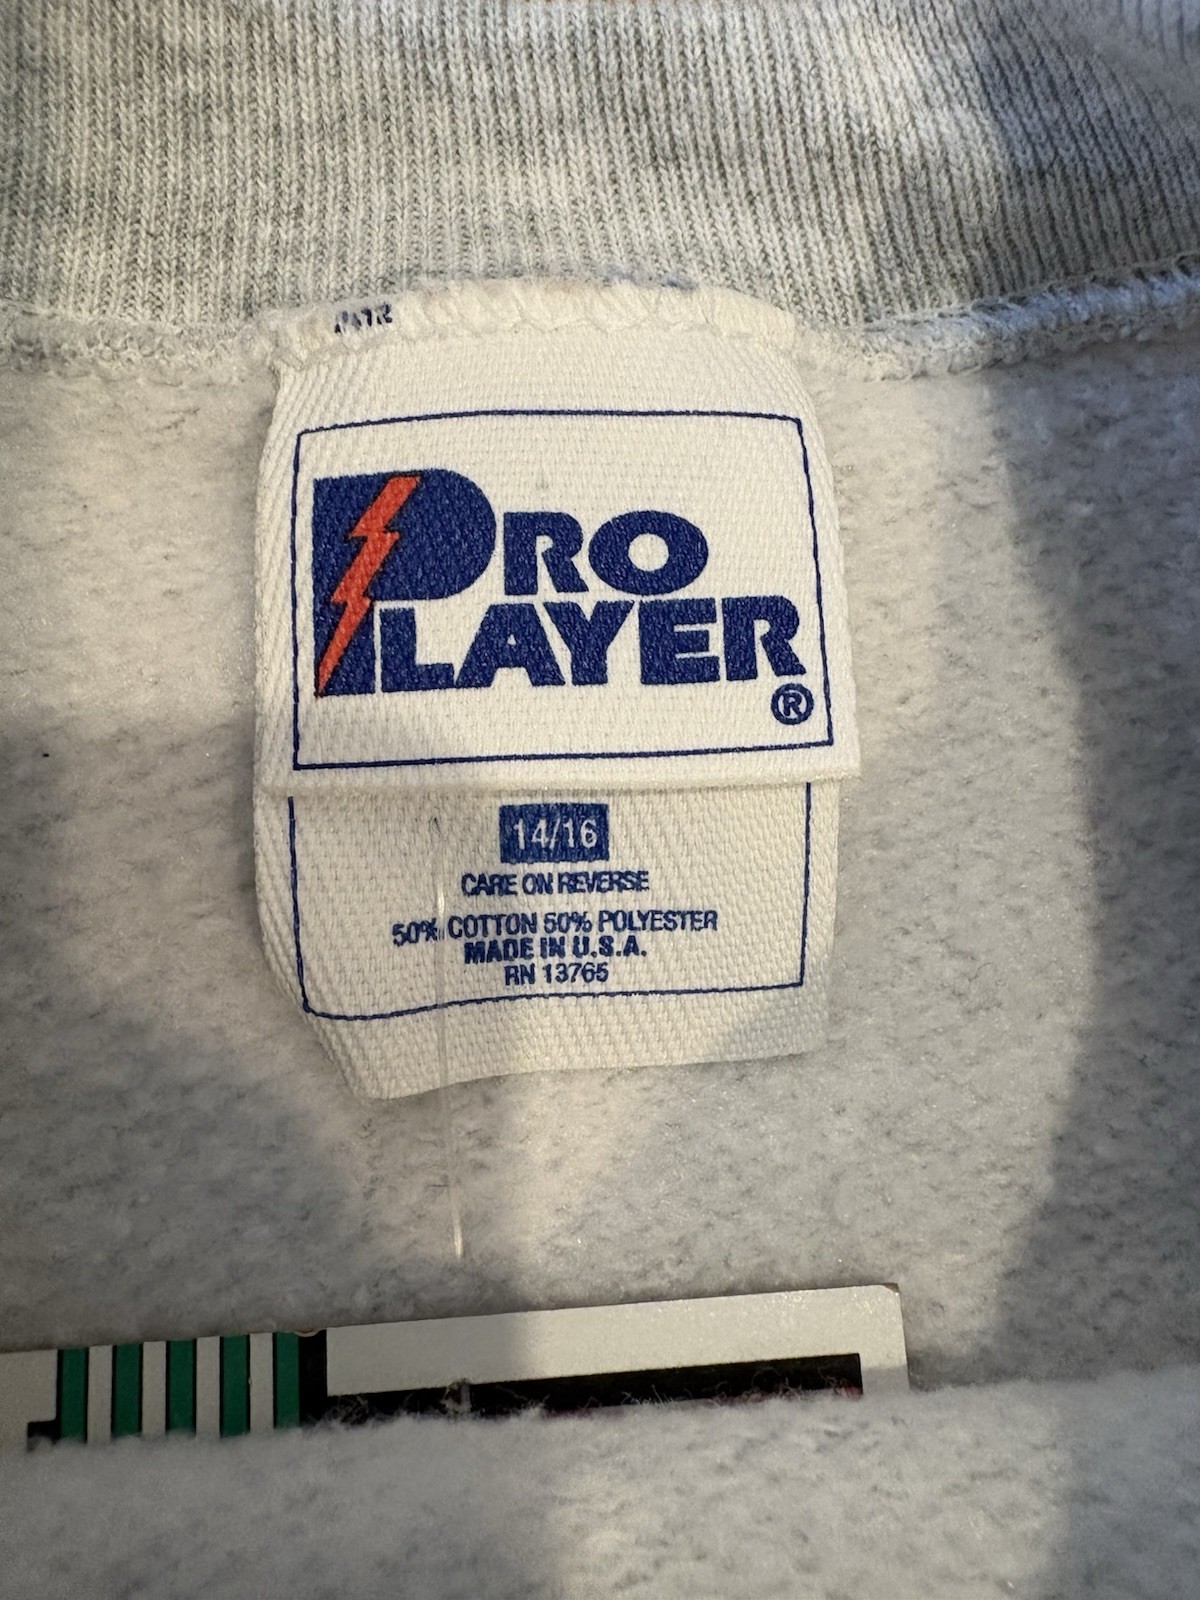 PRO
PLAYER
®
14/16
CARE ON REVERSE
50% COTTON 50% POLYESTER
MADE IN U.S.A.
RN 13765